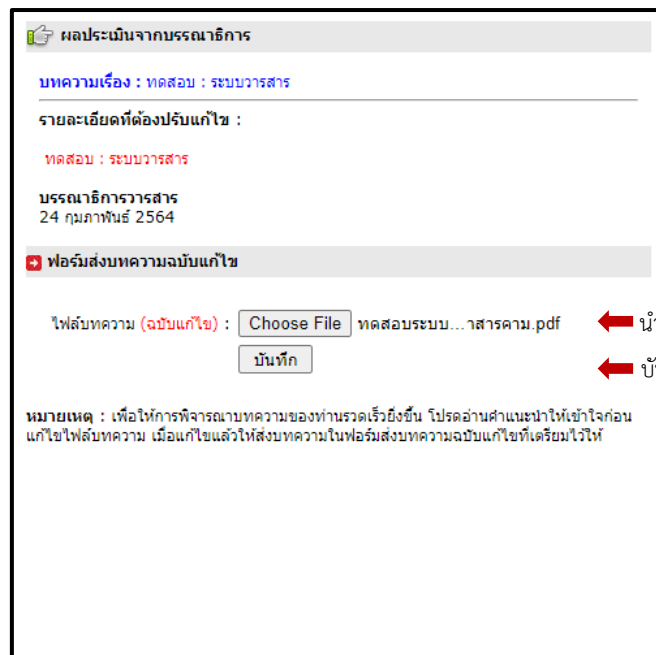 ผลประเมินจากบรรณาธิการ
บทความเรื่อง : ทดสอบ : ระบบวารสาร
รายละเอียดที่ต้องปรับแก้ไข :
ทดสอบ : ระบบวารสาร
บรรณาธิการวารสาร
24 กุมภาพันธ์ 2564
ฟอร์มส่งบทความฉบับแก้ไข
ไฟล์บทความ (ฉบับแก้ไข) : Choose File ทดสอบระบบ...าสารคาม.pdf
บันทึก
หมายเหตุ : เพื่อให้การพิจารณาบทความของท่านรวดเร็วยิ่งขึ้น โปรดอ่านคำแนะนำให้เข้าใจก่อน
แก้ไขไฟล์บทความ เมื่อแก้ไขแล้วให้ส่งบทความในฟอร์มส่งบทความฉบับแก้ไขที่เตรียมไว้ให้